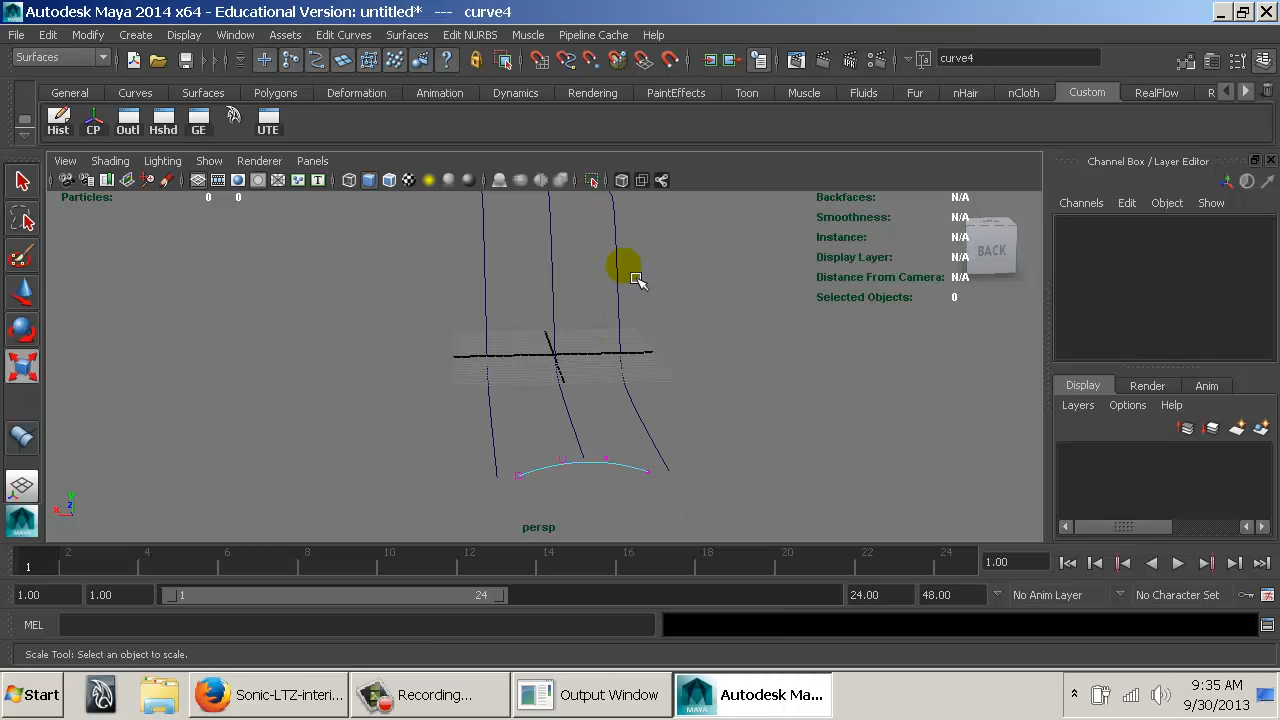 Autodesk Maya 2014 x64 - Educational Version: untitled* --- curve4
File Edit Modify Create Display Window Assets Edit Curves Surfaces Edit NURBS Muscle Pipeline Cache Help
Surfaces
curve4
General Curves Surfaces Polygons Deformation Animation Dynamics Rendering PaintEffects Toon Muscle Fluids Fur nHair nCloth Custom RealFlow R
Hist CP Outl Hshd GE UTE
View Shading Lighting Show Renderer Panels
Channel Box / Layer Editor
Particles: 0 0
Backfaces: N/A
Smoothness: N/A
Instance: N/A
Display Layer: N/A
Distance From Camera: N/A
Selected Objects: 0
BACK
Channels Edit Object Show
Display Render Anim
Layers Options Help
y
z
x
persp
2 4 6 8 10 12 14 16 18 20 22 24
1
1.00
1.00 1.00 1 24 24.00 48.00 No Anim Layer No Character Set
MEL
Scale Tool: Select an object to scale.
Start Sonic-LTZ-interi... Recording... Output Window Autodesk Ma...
9:35 AM
9/30/2013